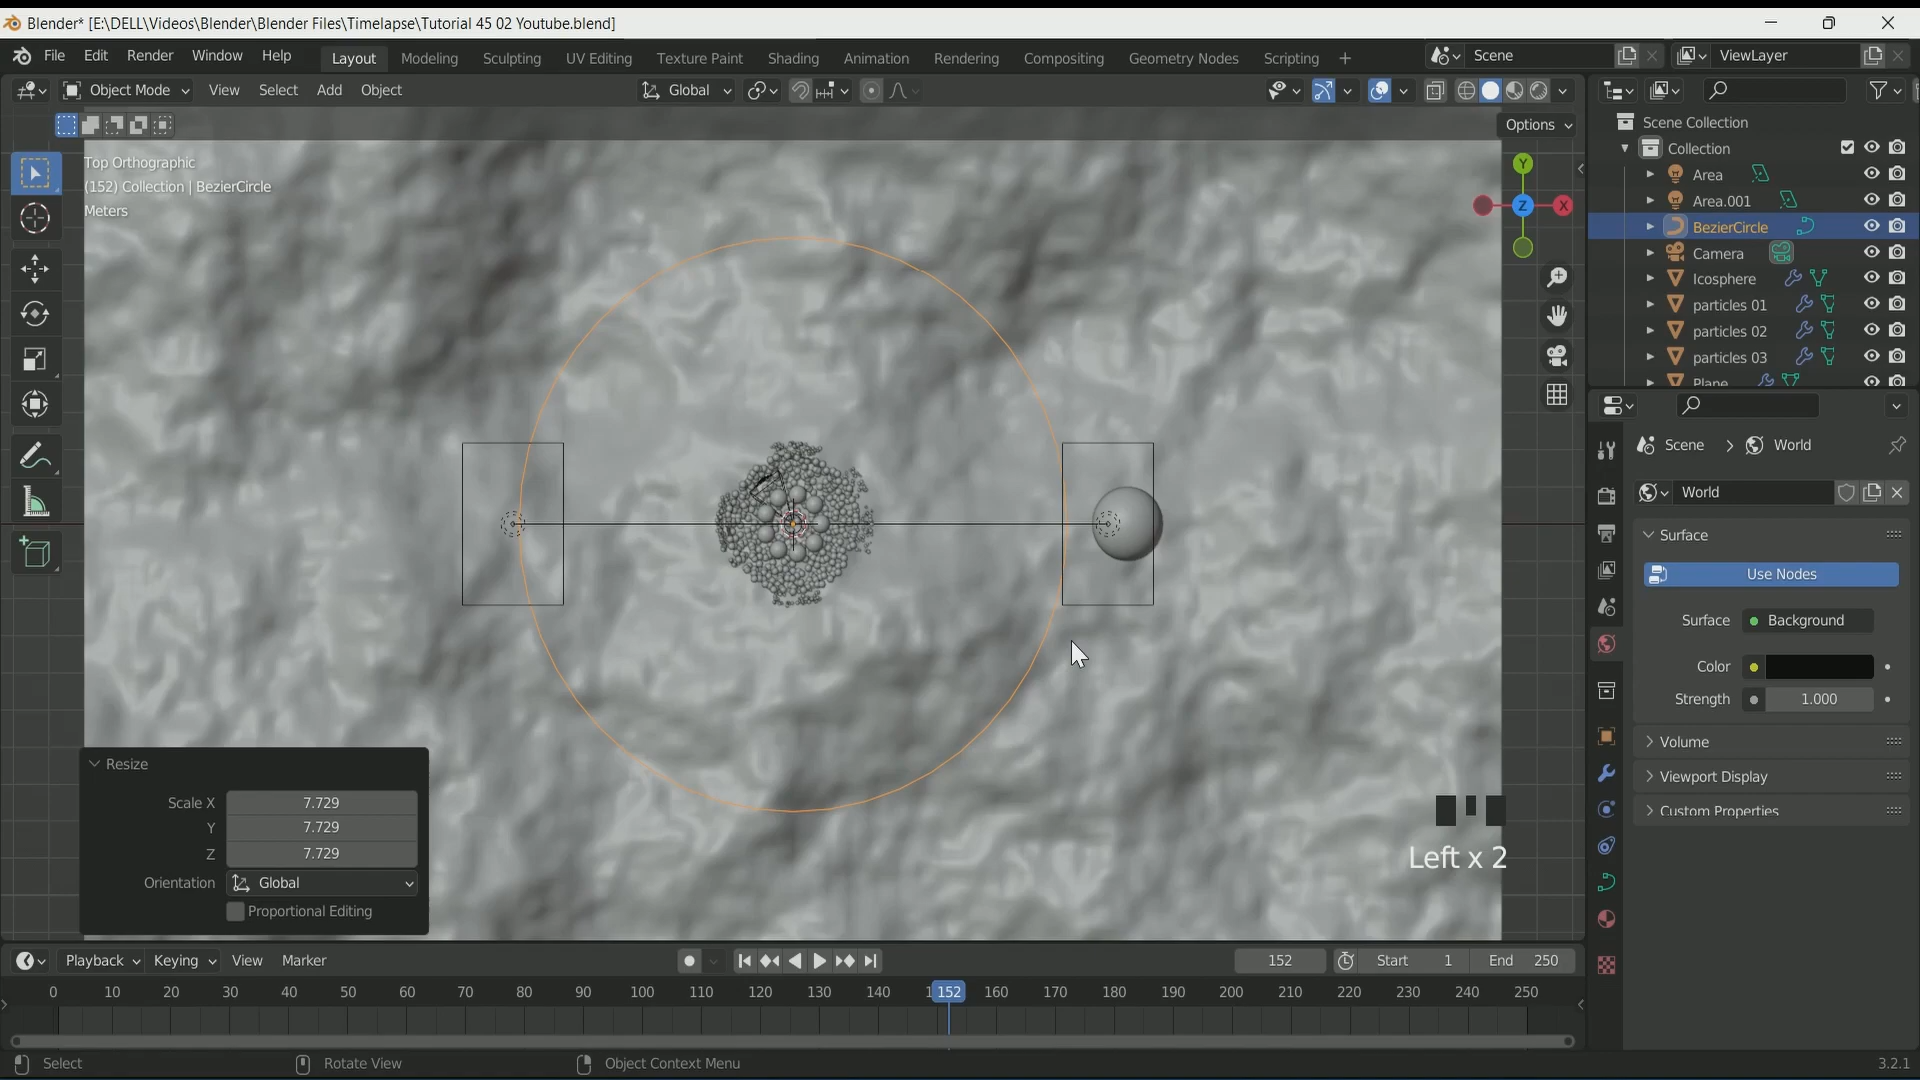 Blender* [E:\DELL\Videos\Blender\Blender Files\Timelapse\Tutorial 45 02 Youtube.blend]
File Edit Render Window Help Layout Modeling Sculpting UV Editing Texture Paint Shading Animation Rendering Compositing Geometry Nodes Scripting + Scene ViewLayer
Object Mode View Select Add Object Global
Options
Top Orthographic
(152) Collection | BezierCircle
Meters
Y
X
Z
Scene Collection
Collection
Area
Area.001
BezierCircle
Camera
Icosphere
particles 01
particles 02
particles 03
Plane
Scene > World
World
Surface
Use Nodes
Surface Background
Color
Strength 1.000
Volume
Viewport Display
Custom Properties
Resize
Scale X 7.729
Y 7.729
Z 7.729
Orientation Global
Proportional Editing
Left x 2
Playback Keying View Marker 152 Start 1 End 250
0 10 20 30 40 50 60 70 80 90 100 110 120 130 140 152 160 170 180 190 200 210 220 230 240 250
Select Rotate View Object Context Menu 3.2.1